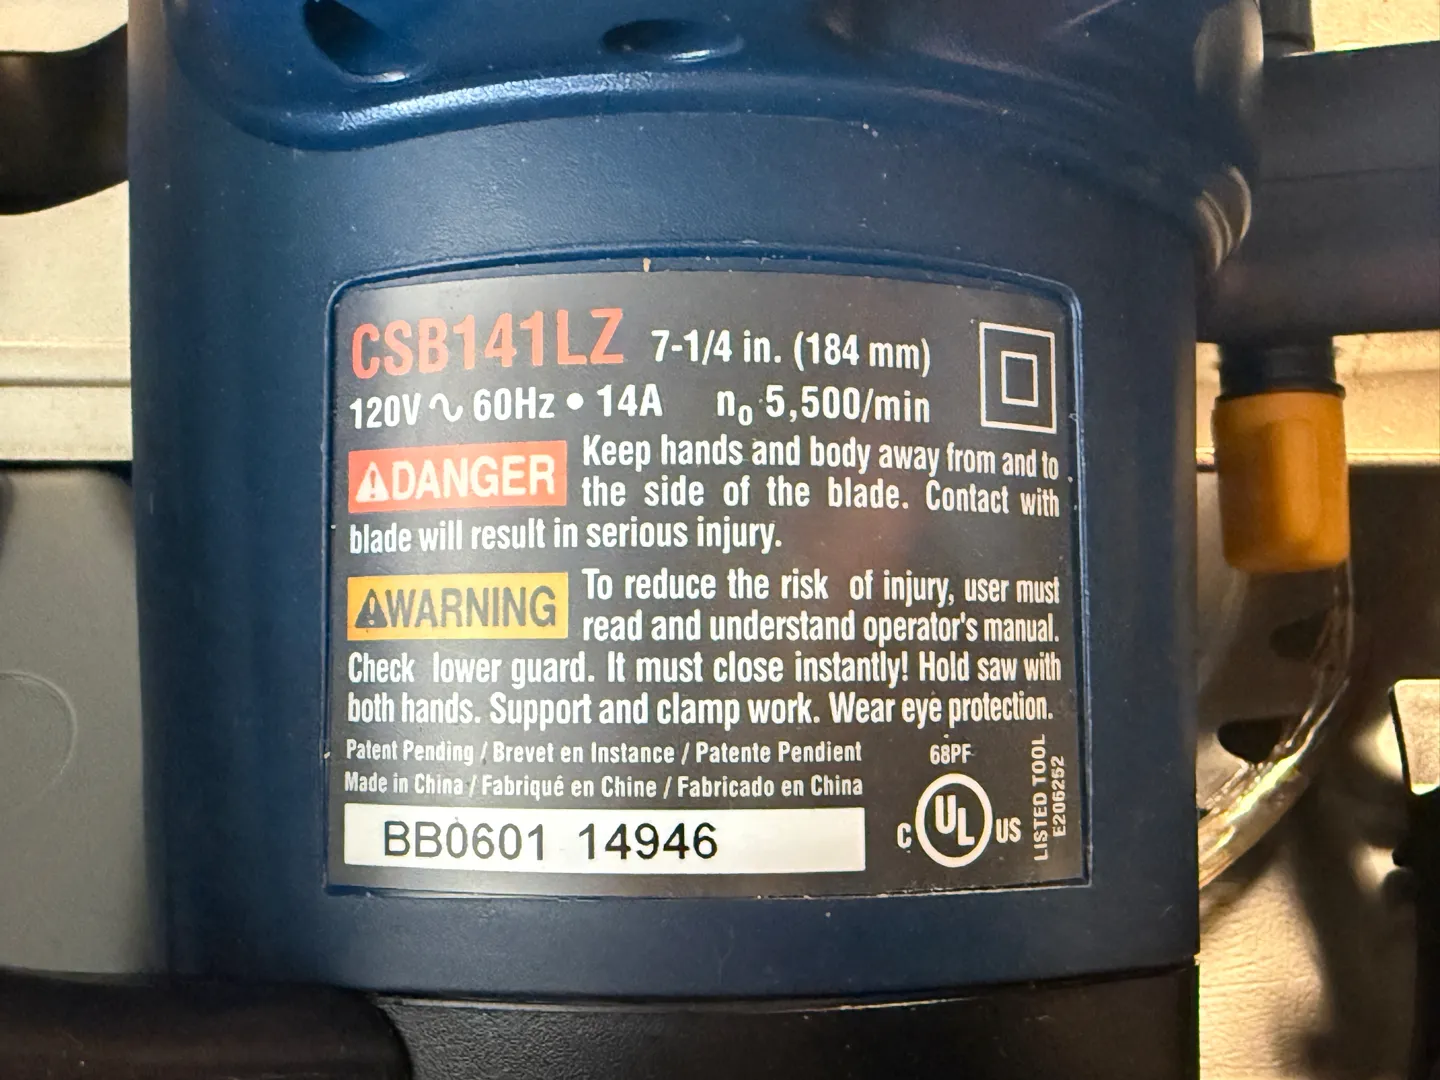 CSB141LZ 7-1/4 in. (184 mm)
120V ∿ 60Hz • 14A n₀ 5,500/min
⚠DANGER Keep hands and body away from and to
the side of the blade. Contact with
blade will result in serious injury.
⚠WARNING To reduce the risk of injury, user must
read and understand operator's manual.
Check lower guard. It must close instantly! Hold saw with
both hands. Support and clamp work. Wear eye protection.
Patent Pending / Brevet en Instance / Patente Pendient
Made in China / Fabriqué en Chine / Fabricado en China
BB0601 14946
68PF
C UL US
LISTED TOOL
E206252